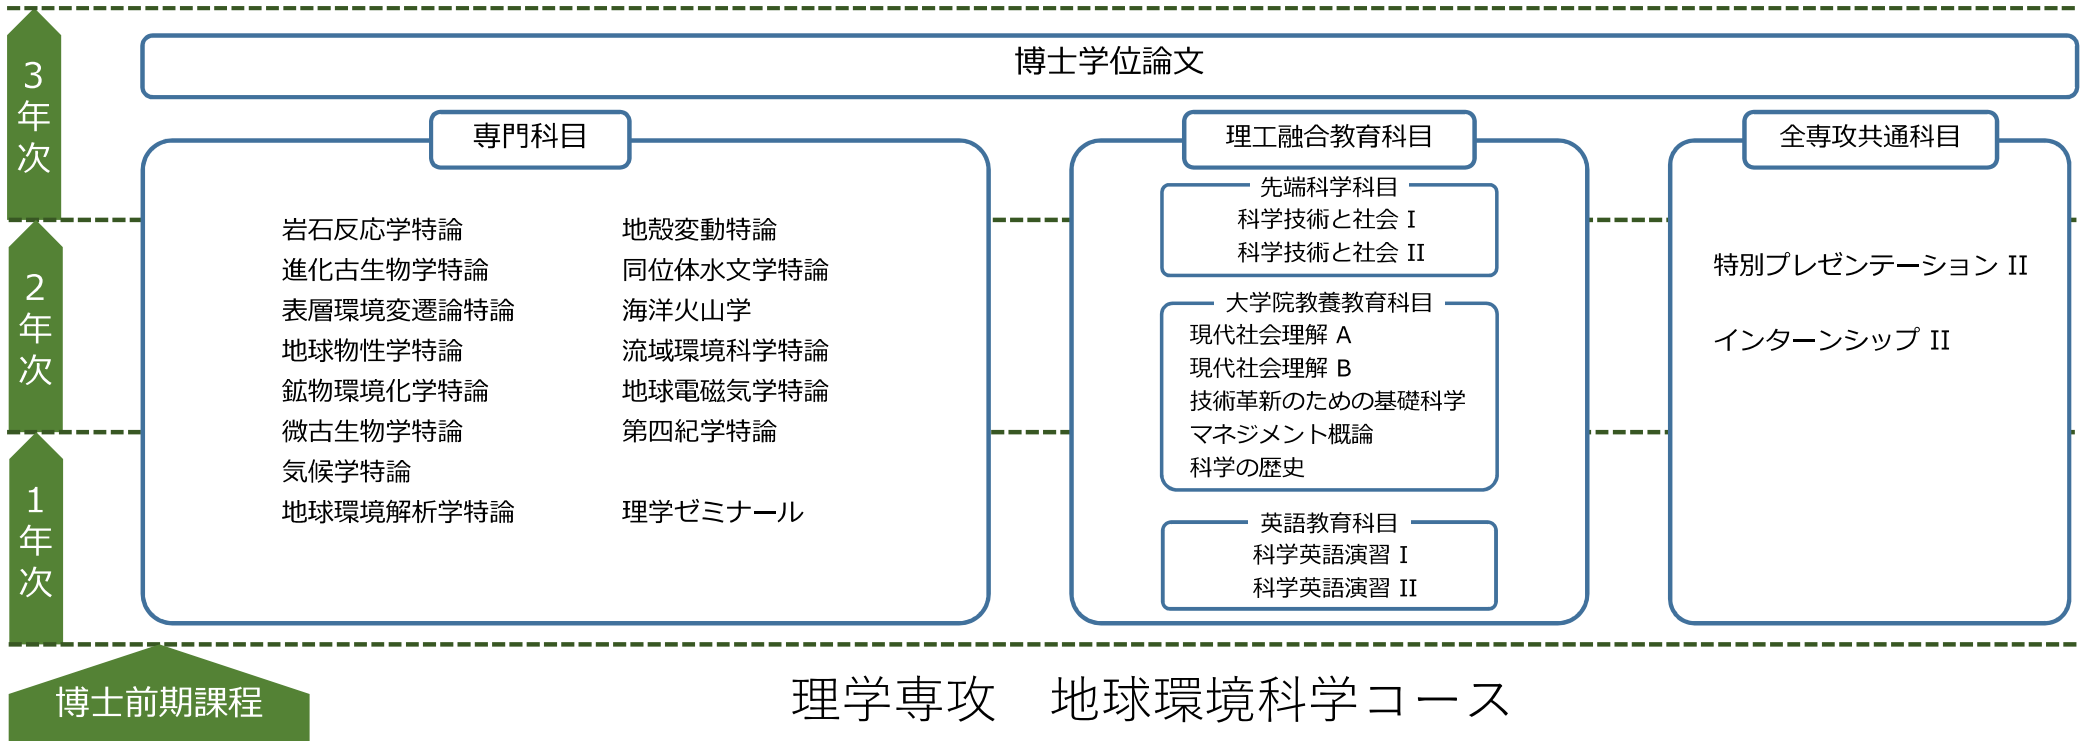 3年次
博士学位論文
専門科目
岩石反応学特論
進化古生物学特論
表層環境変遷論特論
地球物性学特論
鉱物環境化学特論
微古生物学特論
気候学特論
地球環境解析学特論
地殻変動特論
同位体水文学特論
海洋火山学
流域環境科学特論
地球電磁気学特論
第四紀学特論
理学ゼミナール
理工融合教育科目
先端科学科目
科学技術と社会 I
科学技術と社会 II
大学院教養教育科目
現代社会理解 A
現代社会理解 B
技術革新のための基礎科学
マネジメント概論
科学の歴史
英語教育科目
科学英語演習 I
科学英語演習 II
全専攻共通科目
特別プレゼンテーション II
インターンシップ II
2年次
1年次
博士前期課程
理学専攻　地球環境科学コース